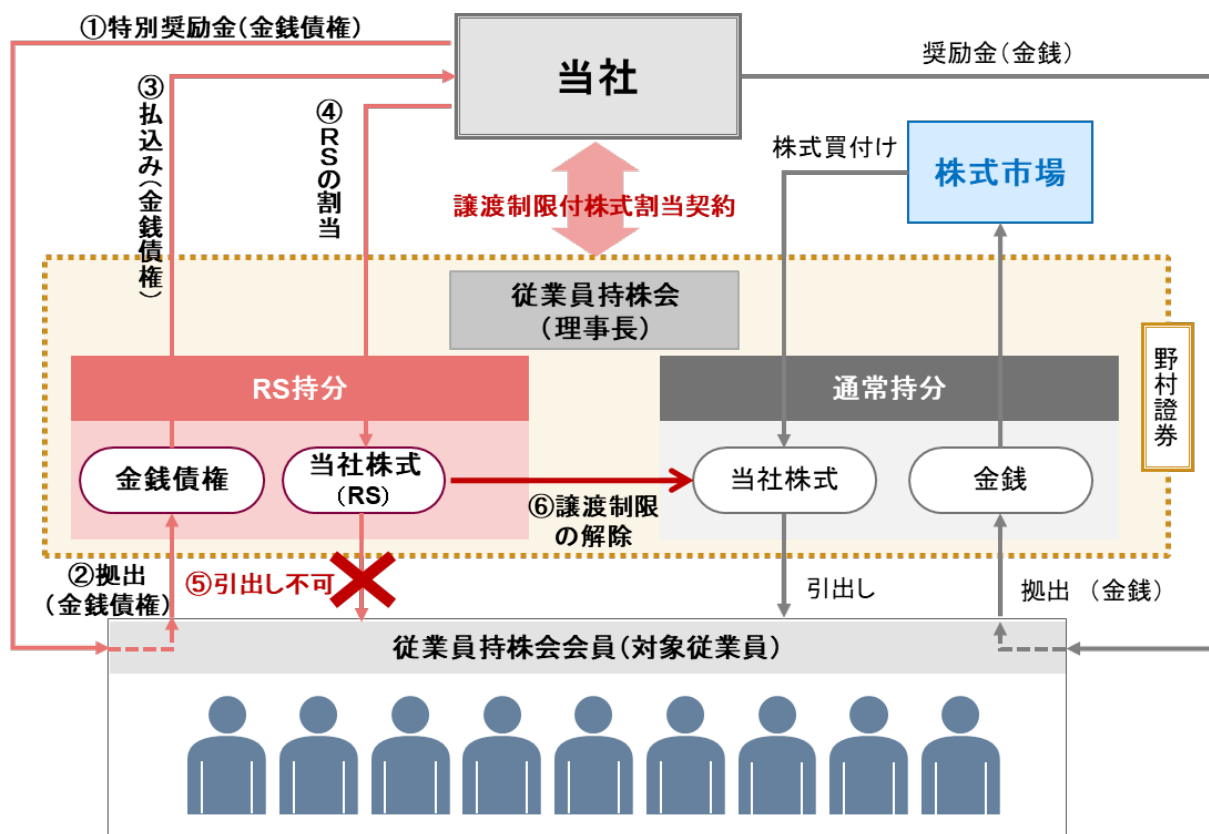 ①特別奨励金(金銭債権)
当社
奨励金(金銭)
③払込み(金銭債権)
④RSの割当
株式買付け
株式市場
譲渡制限付株式割当契約
従業員持株会
(理事長)
野村證券
RS持分
通常持分
金銭債権
当社株式
(RS)
当社株式
金銭
⑥譲渡制限
の解除
②拠出
(金銭債権)
⑤引出し不可
引出し
拠出 (金銭)
従業員持株会会員(対象従業員)